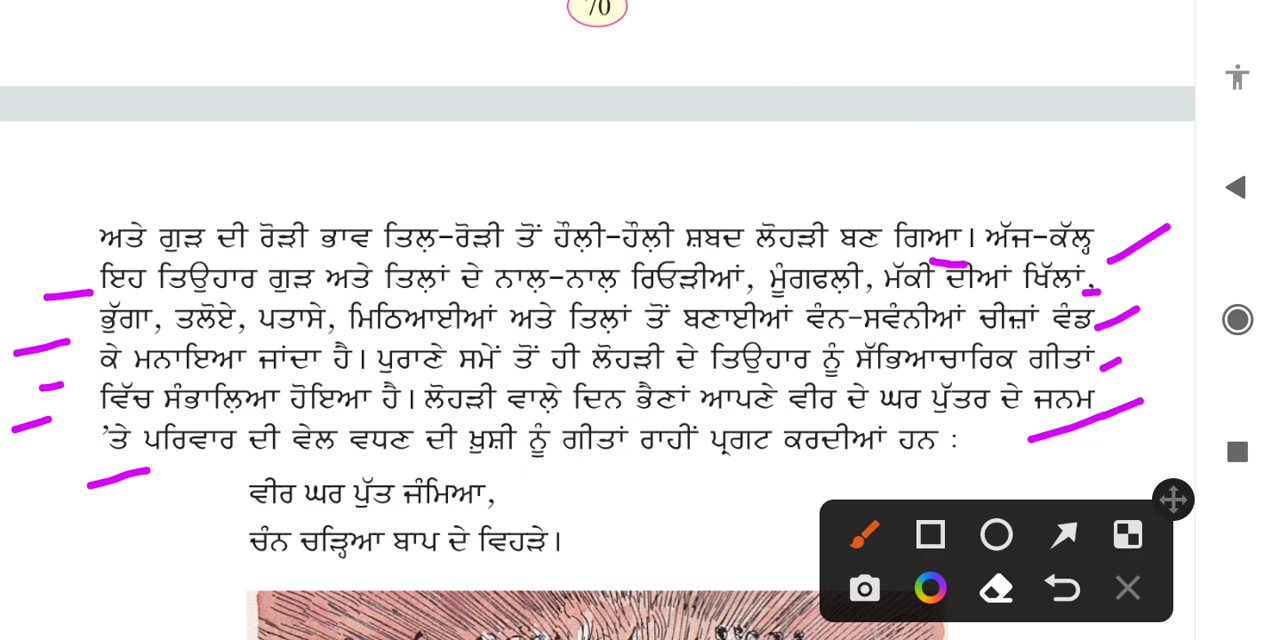 70
ਅਤੇ ਗੁੜ ਦੀ ਰੋੜੀ ਭਾਵ ਤਿਲ਼-ਰੋੜੀ ਤੋਂ ਹੌਲ਼ੀ-ਹੌਲ਼ੀ ਸ਼ਬਦ ਲੋਹੜੀ ਬਣ ਗਿਆ। ਅੱਜ-ਕੱਲ੍ਹ
ਇਹ ਤਿਉਹਾਰ ਗੁੜ ਅਤੇ ਤਿਲ਼ਾਂ ਦੇ ਨਾਲ਼-ਨਾਲ਼ ਰਿਓੜੀਆਂ, ਮੂੰਗਫਲ਼ੀ, ਮੱਕੀ ਦੀਆਂ ਖਿੱਲਾਂ,
ਭੁੱਗਾ, ਤਲੋਏ, ਪਤਾਸੇ, ਮਿਠਿਆਈਆਂ ਅਤੇ ਤਿਲ਼ਾਂ ਤੋਂ ਬਣਾਈਆਂ ਵੰਨ-ਸਵੰਨੀਆਂ ਚੀਜ਼ਾਂ ਵੰਡ
ਕੇ ਮਨਾਇਆ ਜਾਂਦਾ ਹੈ। ਪੁਰਾਣੇ ਸਮੇਂ ਤੋਂ ਹੀ ਲੋਹੜੀ ਦੇ ਤਿਉਹਾਰ ਨੂੰ ਸੱਭਿਆਚਾਰਿਕ ਗੀਤਾਂ
ਵਿੱਚ ਸੰਭਾਲ਼ਿਆ ਹੋਇਆ ਹੈ। ਲੋਹੜੀ ਵਾਲ਼ੇ ਦਿਨ ਭੈਣਾਂ ਆਪਣੇ ਵੀਰ ਦੇ ਘਰ ਪੁੱਤਰ ਦੇ ਜਨਮ
'ਤੇ ਪਰਿਵਾਰ ਦੀ ਵੇਲ ਵਧਣ ਦੀ ਖ਼ੁਸ਼ੀ ਨੂੰ ਗੀਤਾਂ ਰਾਹੀਂ ਪ੍ਰਗਟ ਕਰਦੀਆਂ ਹਨ :
ਵੀਰ ਘਰ ਪੁੱਤ ਜੰਮਿਆ,
ਚੰਨ ਚੜ੍ਹਿਆ ਬਾਪ ਦੇ ਵਿਹੜੇ।